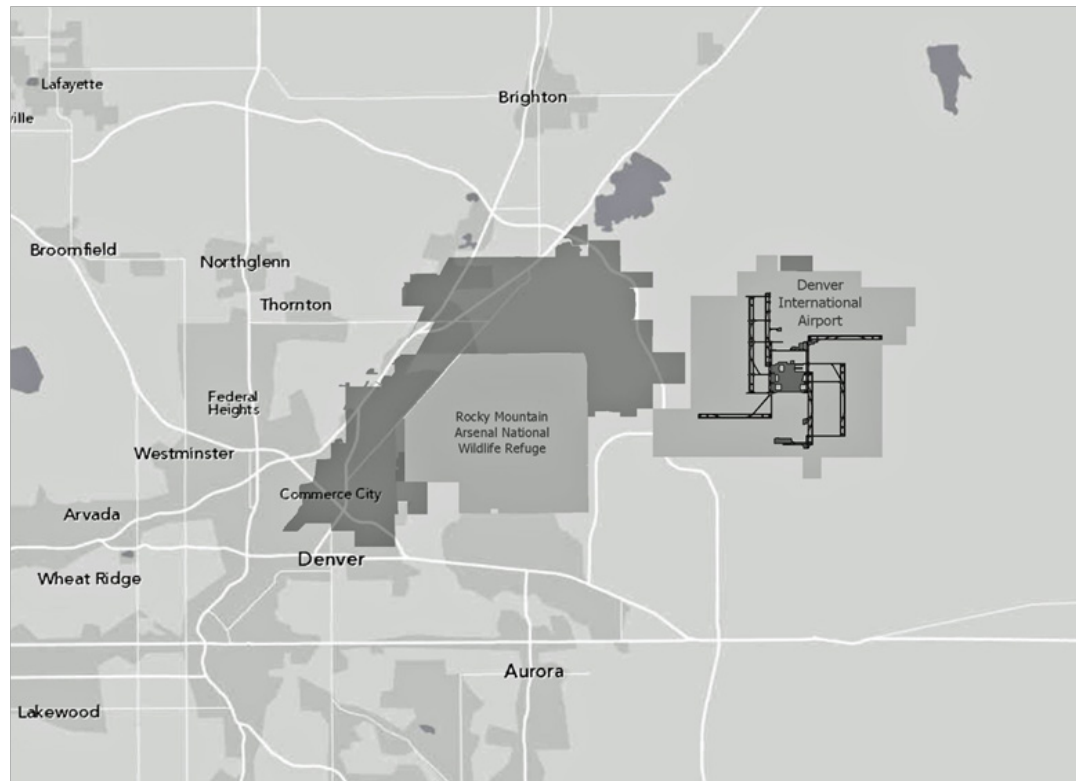 Lafayette
ville
Brighton
Broomfield
Northglenn
Thornton
Denver
International
Airport
Federal
Heights
Rocky Mountain
Arsenal National
Wildlife Refuge
Westminster
Commerce City
Arvada
Denver
Wheat Ridge
Aurora
Lakewood